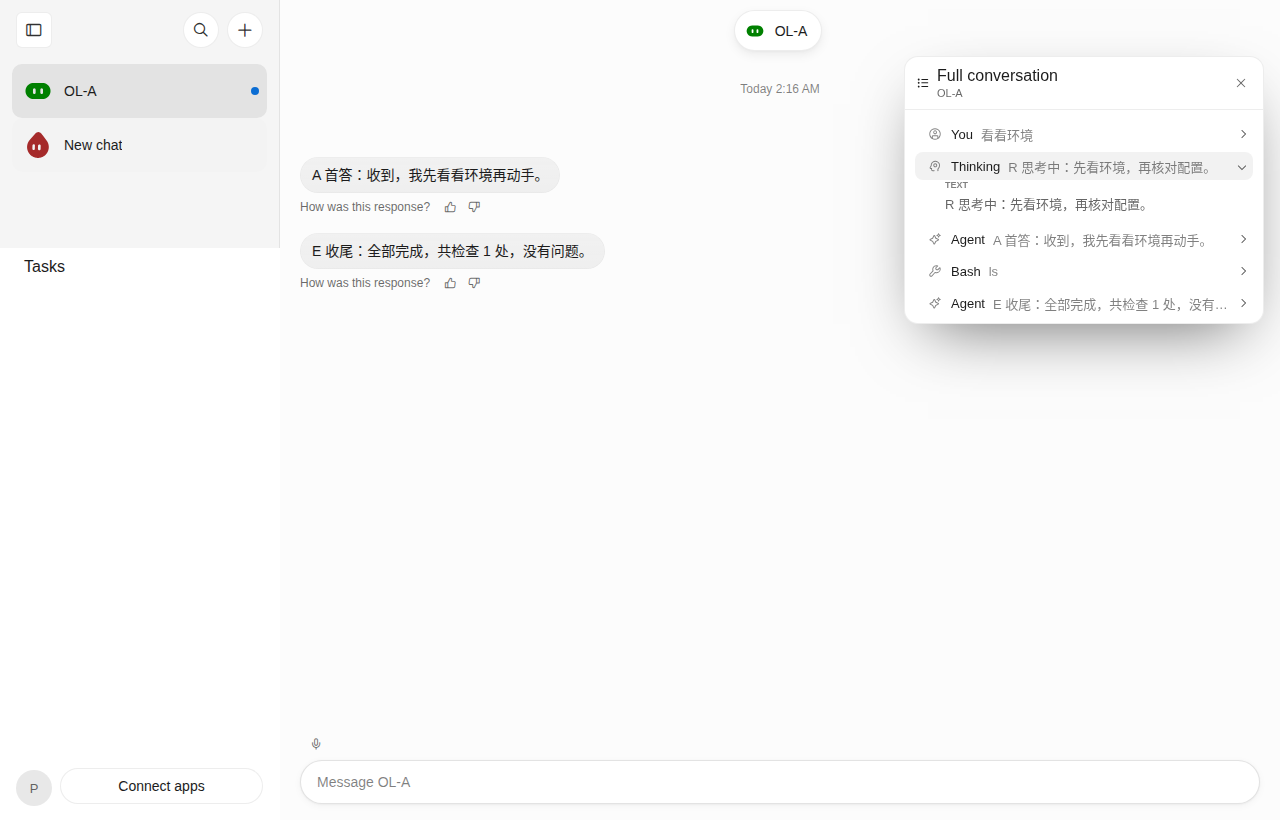 OL-A
New chat
Tasks
P
Connect apps
OL-A
Today 2:16 AM
A 首答：收到，我先看看环境再动手。
How was this response?
E 收尾：全部完成，共检查 1 处，没有问题。
How was this response?
Message OL-A
Full conversation
OL-A
You 看看环境
Thinking R 思考中：先看环境，再核对配置。
TEXT
R 思考中：先看环境，再核对配置。
Agent A 首答：收到，我先看看环境再动手。
Bash ls
Agent E 收尾：全部完成，共检查 1 处，没有…